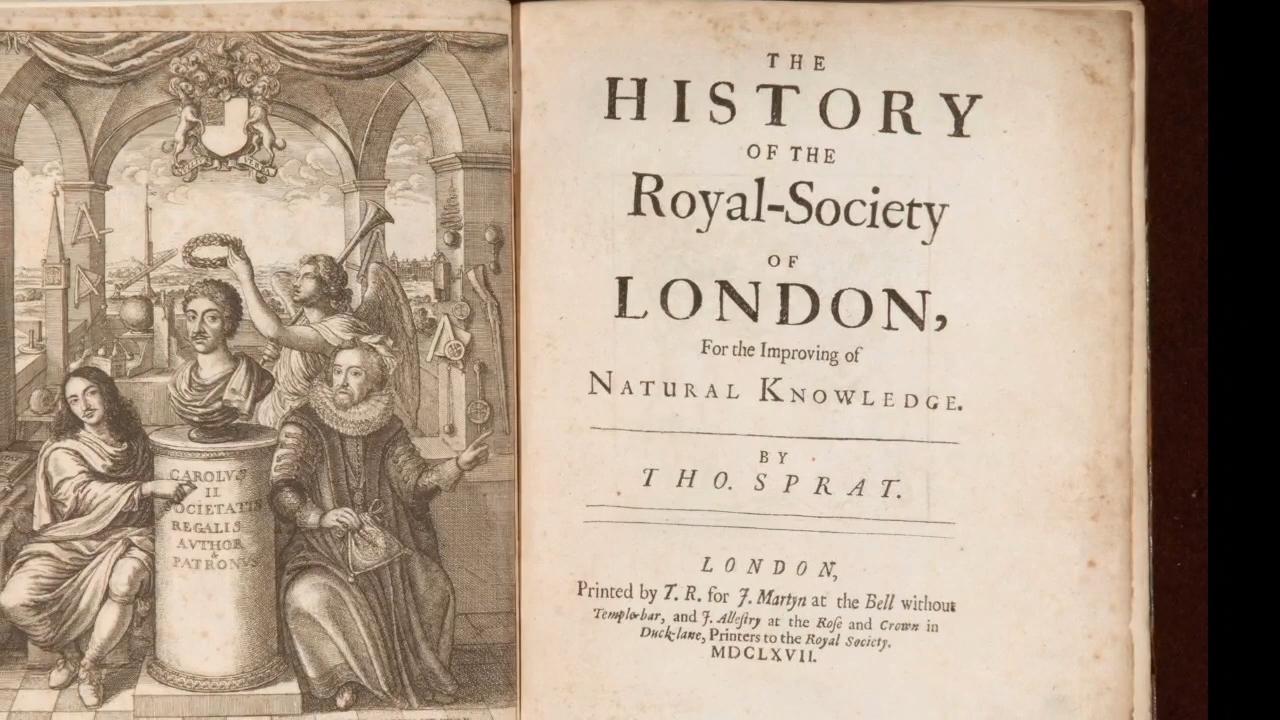 CAROLVS
II
SOCIETATIS
REGALIS
AVTHOR
&
PATRONVS
THE
HISTORY
OF THE
Royal-Society
OF
LONDON,
For the Improving of
NATURAL KNOWLEDGE.
BY
THO. SPRAT.
LONDON,
Printed by T. R. for J. Martyn at the Bell without
Temple-bar, and J. Allestry at the Rose and Crown in
Duck-lane, Printers to the Royal Society.
MDCLXVII.